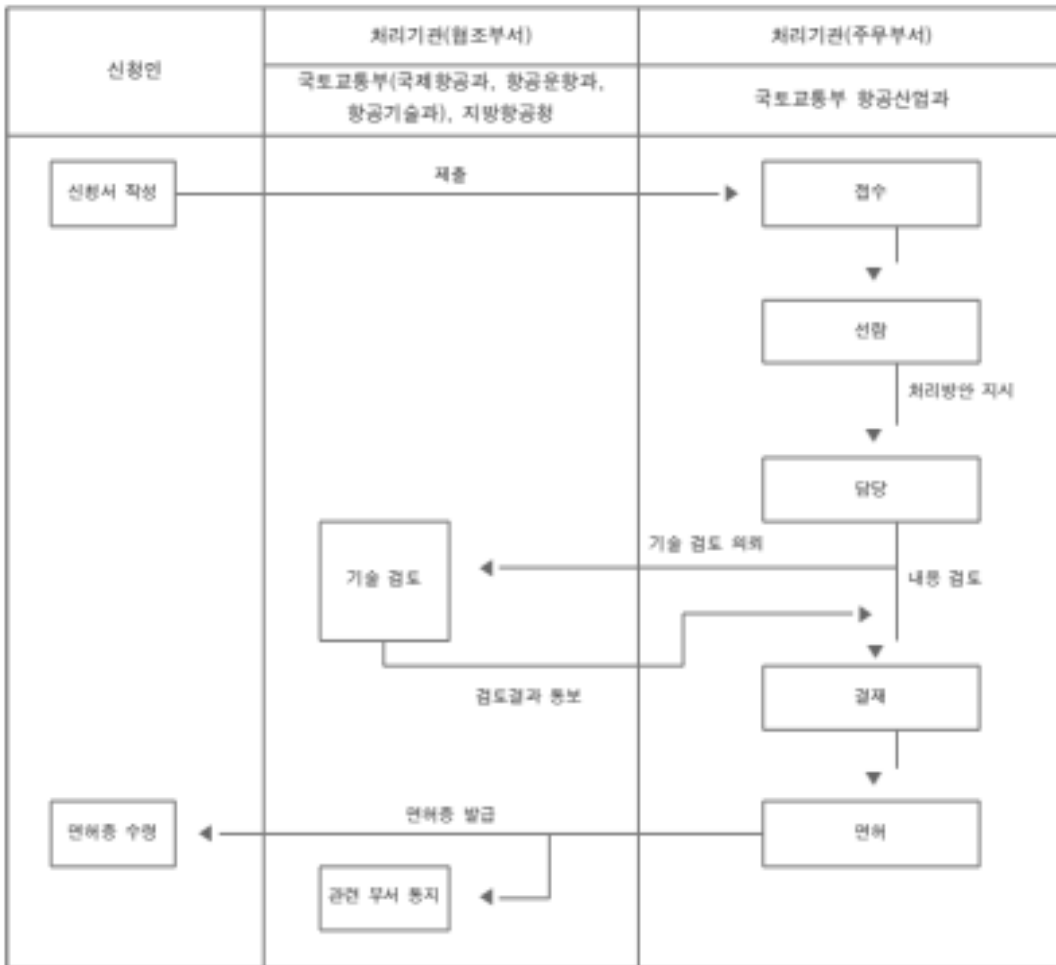 신청인
처리기관(협조부서)
처리기관(주무부서)
국토교통부(국제항공과, 항공운항과,
항공기술과), 지방항공청
국토교통부 항공산업과
신청서 작성
제출
접수
선람
처리방안 지시
담당
기술 검토 의뢰
기술 검토
내용 검토
검토결과 통보
결재
면허증 수령
면허증 발급
면허
관련 부서 통지